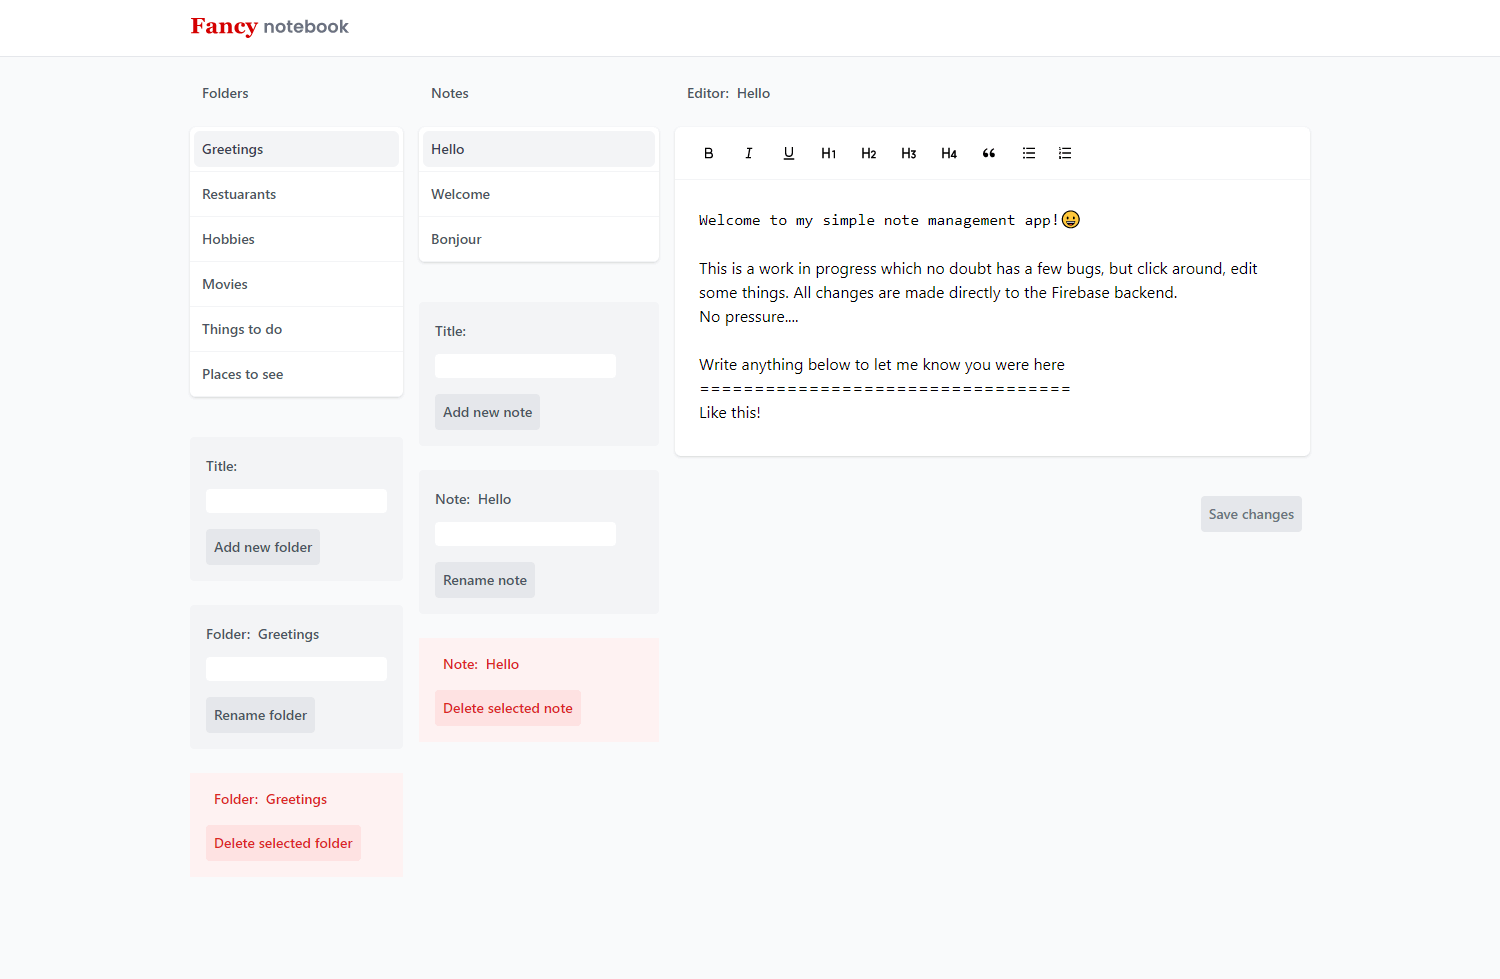 Fancy notebook
Folders
Greetings
Restuarants
Hobbies
Movies
Things to do
Places to see
Title:
Add new folder
Folder: Greetings
Rename folder
Folder: Greetings
Delete selected folder
Notes
Hello
Welcome
Bonjour
Title:
Add new note
Note: Hello
Rename note
Note: Hello
Delete selected note
Editor: Hello
B I U H1 H2 H3 H4 “
Welcome to my simple note management app!😀
This is a work in progress which no doubt has a few bugs, but click around, edit
some things. All changes are made directly to the Firebase backend.
No pressure....
Write anything below to let me know you were here
==================================
Like this!
Save changes